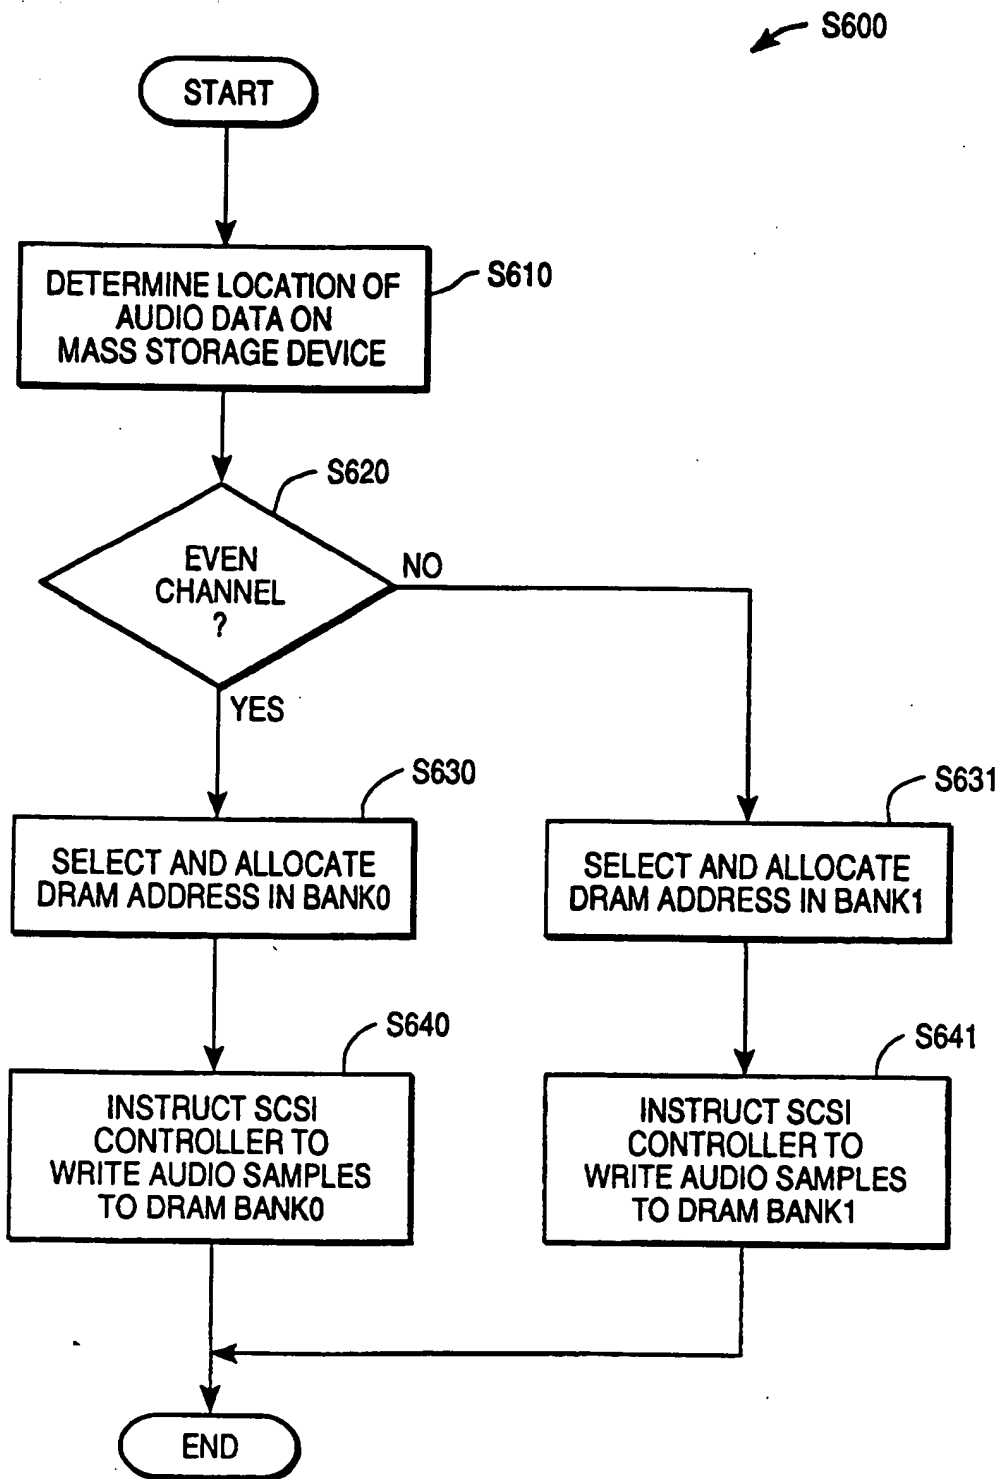 S600
START
DETERMINE LOCATION OF
AUDIO DATA ON
MASS STORAGE DEVICE
S610
S620
EVEN
CHANNEL
?
NO
YES
S630
SELECT AND ALLOCATE
DRAM ADDRESS IN BANK0
S631
SELECT AND ALLOCATE
DRAM ADDRESS IN BANK1
S640
INSTRUCT SCSI
CONTROLLER TO
WRITE AUDIO SAMPLES
TO DRAM BANK0
S641
INSTRUCT SCSI
CONTROLLER TO
WRITE AUDIO SAMPLES
TO DRAM BANK1
END